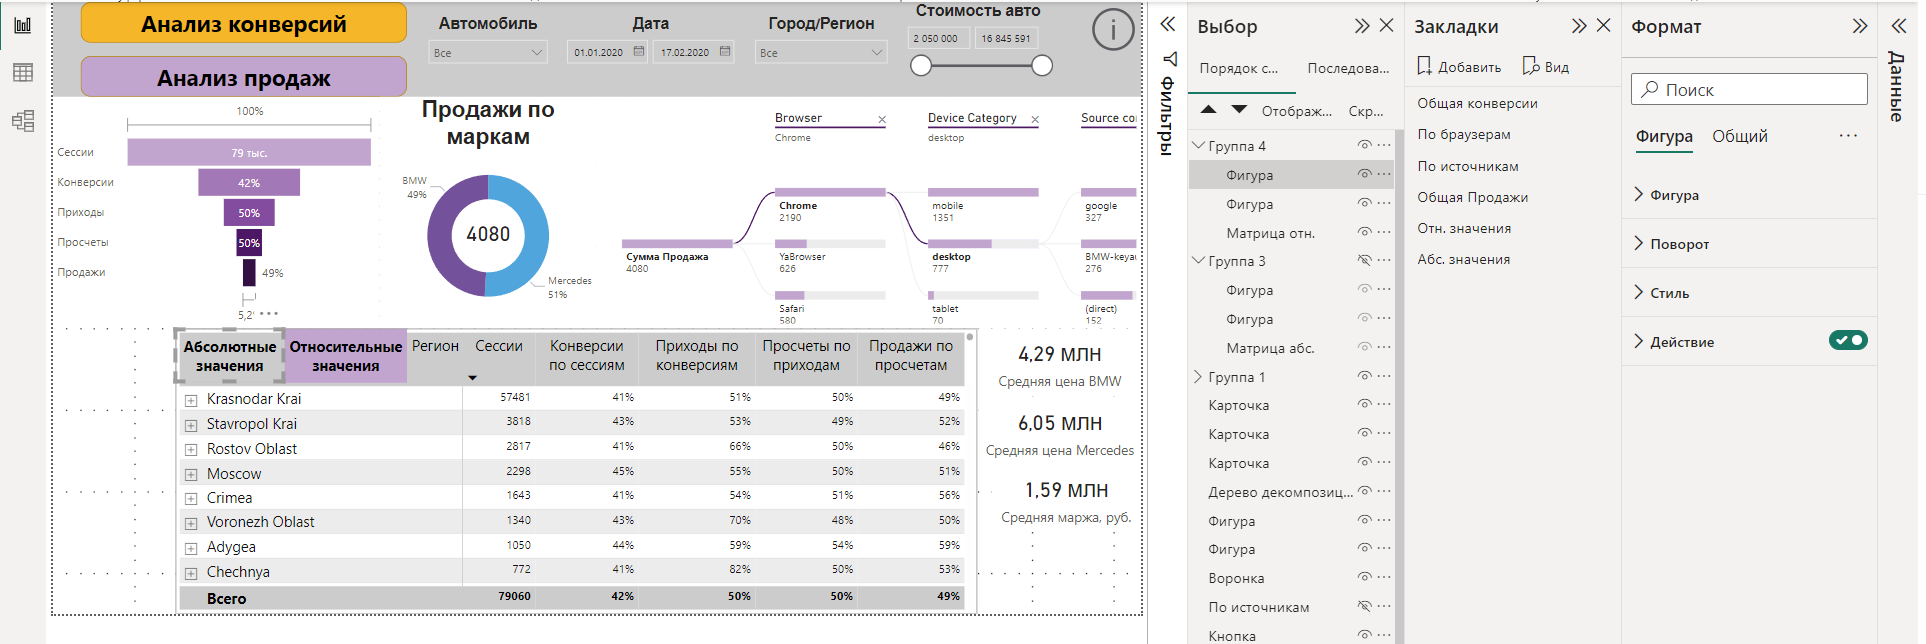 Анализ конверсий
Анализ продаж
Автомобиль
Все
Дата
01.01.2020
17.02.2020
Город/Регион
Все
Стоимость авто
2 050 000
16 845 591
100%
Сессии
79 тыс.
Конверсии
42%
Приходы
50%
Просчеты
50%
Продажи
49%
Продажи по
маркам
BMW
49%
4080
Mercedes
51%
Browser
Chrome
Device Category
desktop
Сумма Продажа
4080
Chrome
2190
YaBrowser
626
Safari
580
mobile
1351
desktop
777
tablet
70
google
327
276
(direct)
152
Абсолютные
значения
Относительные
значения
Регион
Сессии
Конверсии
по сессиям
Приходы по
конверсиям
Просчеты по
приходам
Продажи по
просчетам
Krasnodar Krai 57481 41% 51% 50% 49%
Stavropol Krai 3818 43% 53% 49% 52%
Rostov Oblast 2817 41% 66% 50% 46%
Moscow 2298 45% 55% 50% 51%
Crimea 1643 41% 54% 51% 56%
Voronezh Oblast 1340 43% 70% 48% 50%
Adygea 1050 44% 59% 54% 59%
Chechnya 772 41% 82% 50% 53%
Всего 79060 42% 50% 50% 49%
4,29 МЛН
Средняя цена BMW
6,05 МЛН
Средняя цена Mercedes
1,59 МЛН
Средняя маржа, руб.
Фильтры
Выбор
Порядок с...
Последова...
Отображ...
Скр...
Группа 4
Фигура
Фигура
Матрица отн.
Группа 3
Фигура
Фигура
Матрица абс.
Группа 1
Карточка
Карточка
Карточка
Дерево декомпозиц...
Фигура
Фигура
Воронка
По источникам
Кнопка
Закладки
Добавить
Вид
Общая конверсии
По браузерам
По источникам
Общая Продажи
Отн. значения
Абс. значения
Формат
Поиск
Фигура
Общий
Фигура
Поворот
Стиль
Действие
Данные